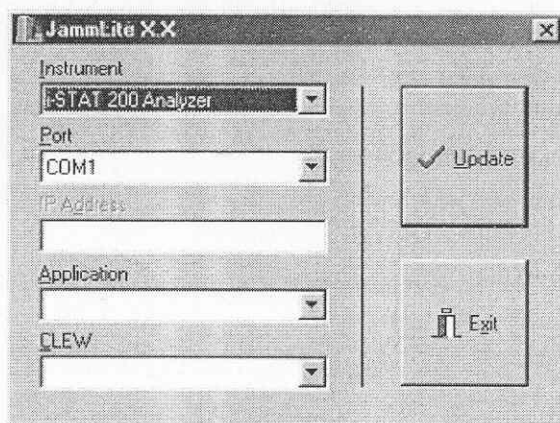 JammLite X.X
Instrument
i-STAT 200 Analyzer
Port
COM1
IP Address
Application
CLEW
Update
Exit